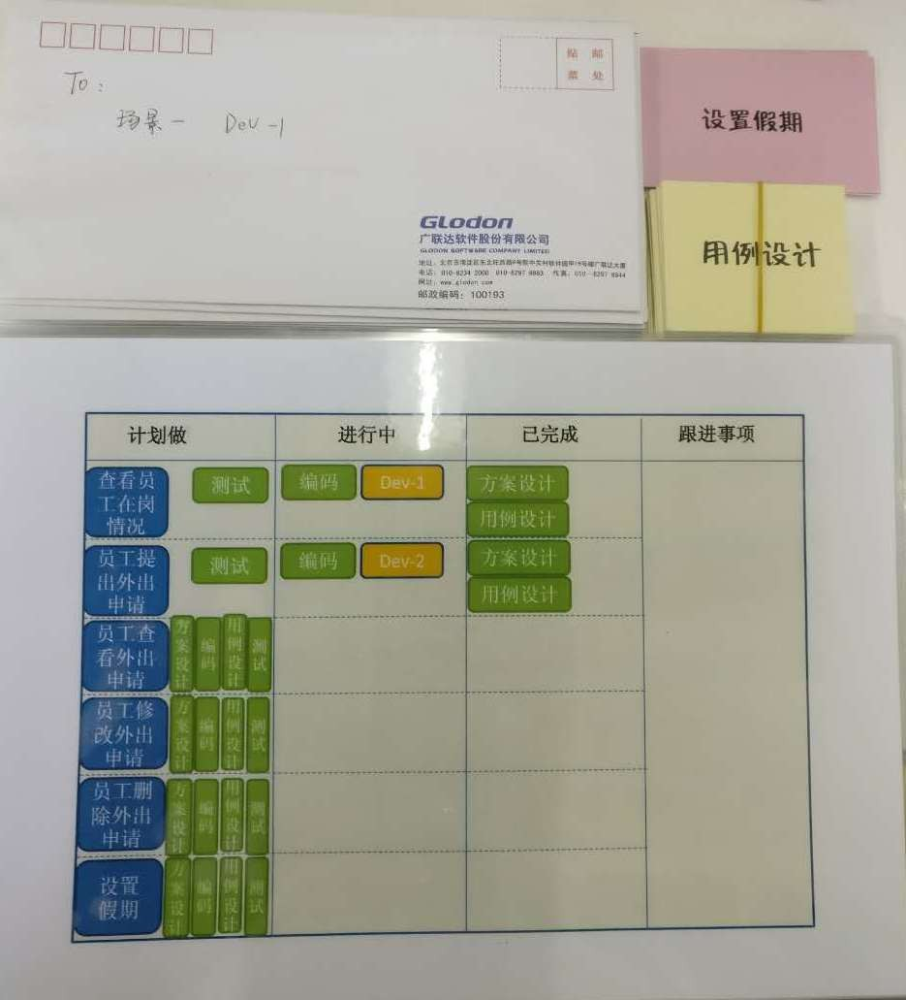 贴 邮
票 处
To:
场景一 Dev-1
设置假期
GLodon
广联达软件股份有限公司
GLODON SOFTWARE COMPANY LIMITED
网址: www.glodon.com
邮政编码: 100193
用例设计
计划做 进行中 已完成 跟进事项
查看员
工在岗
情况
测试
编码
Dev-1
方案设计
用例设计
员工提
出外出
申请
测试
编码
Dev-2
方案设计
用例设计
员工查
看外出
申请
方案设计
编码
用例设计
测试
员工修
改外出
申请
方案设计
编码
用例设计
测试
员工删
除外出
申请
方案设计
编码
用例设计
测试
设置
假期
方案设计
编码
用例设计
测试